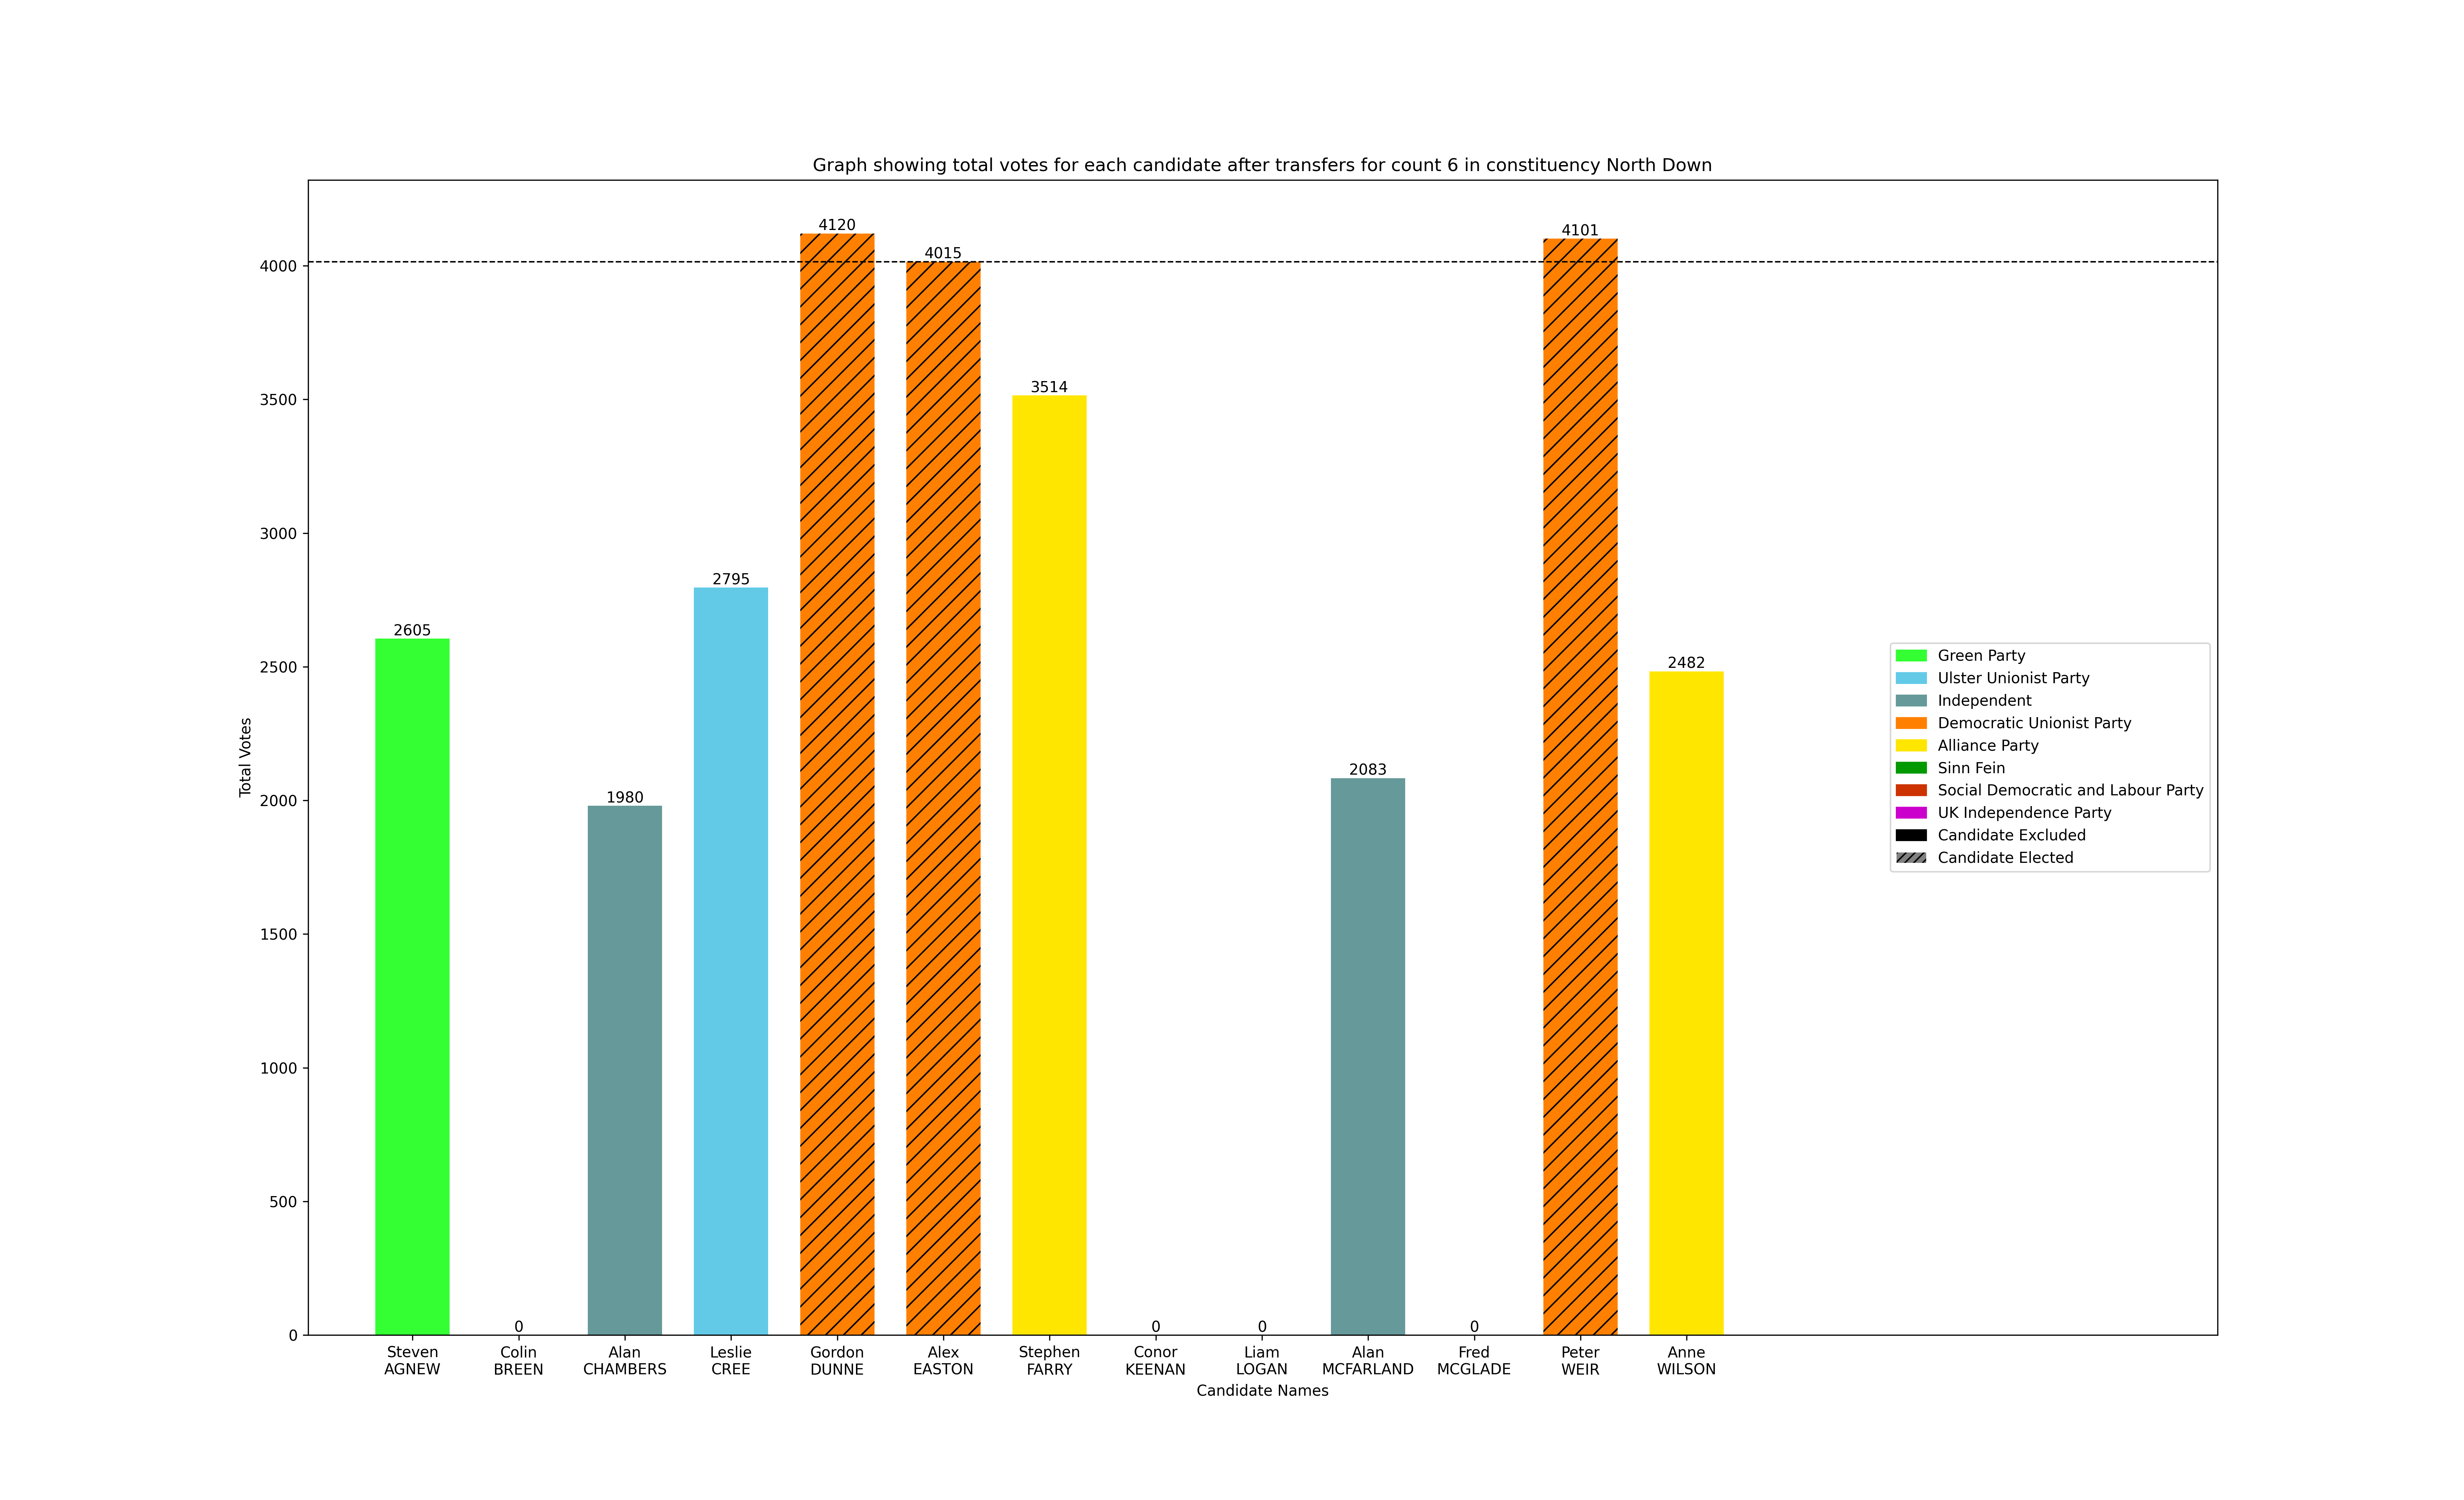 Graph showing total votes for each candidate after transfers for count 6 in constituency North Down
4120
4101
4015
4000
3514
3500
3000
2795
2605
2500
2482
2083
2000
1980
1500
1000
500
0
0
0
0
0
Total Votes
Green Party
Ulster Unionist Party
Independent
Democratic Unionist Party
Alliance Party
Sinn Fein
Social Democratic and Labour Party
UK Independence Party
Candidate Excluded
Candidate Elected
Steven
AGNEW
Colin
BREEN
Alan
CHAMBERS
Leslie
CREE
Gordon
DUNNE
Alex
EASTON
Stephen
FARRY
Conor
KEENAN
Liam
LOGAN
Alan
MCFARLAND
Fred
MCGLADE
Peter
WEIR
Anne
WILSON
Candidate Names